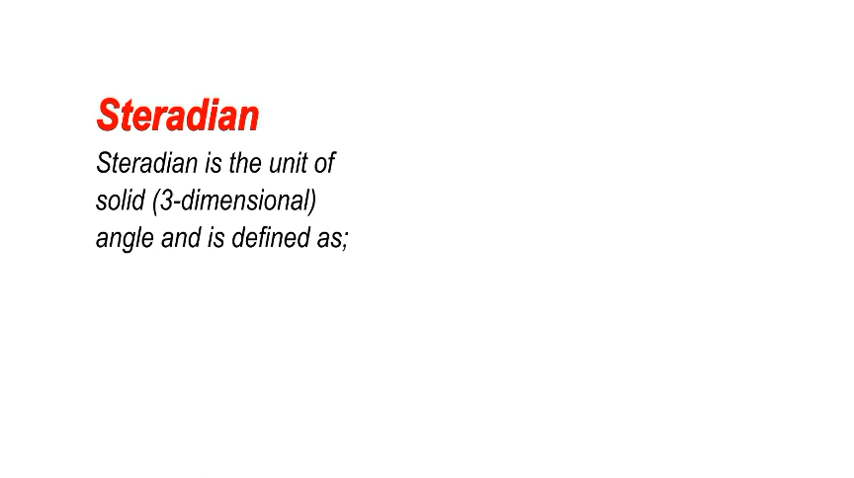 Steradian
Steradian is the unit of
solid (3-dimensional)
angle and is defined as;